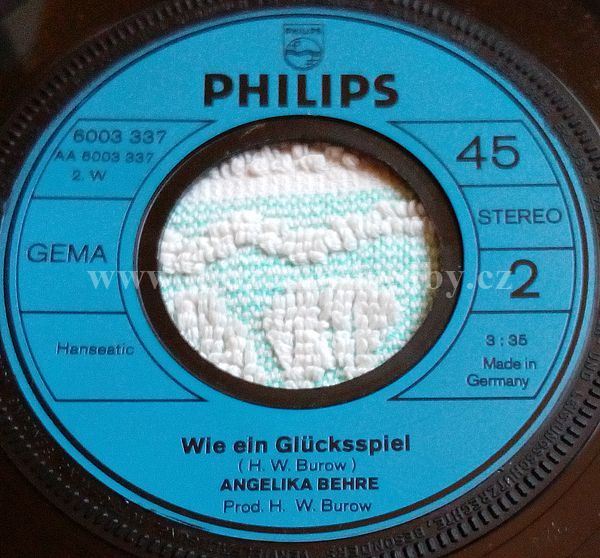 PHILIPS
PHILIPS
6003 337
AA 6003 337
2. W
45
GEMA
STEREO
2
Hanseatic
3:35
Made in
Germany
Wie ein Glücksspiel
( H. W. Burow )
ANGELIKA BEHRE
Prod. H. W. Burow